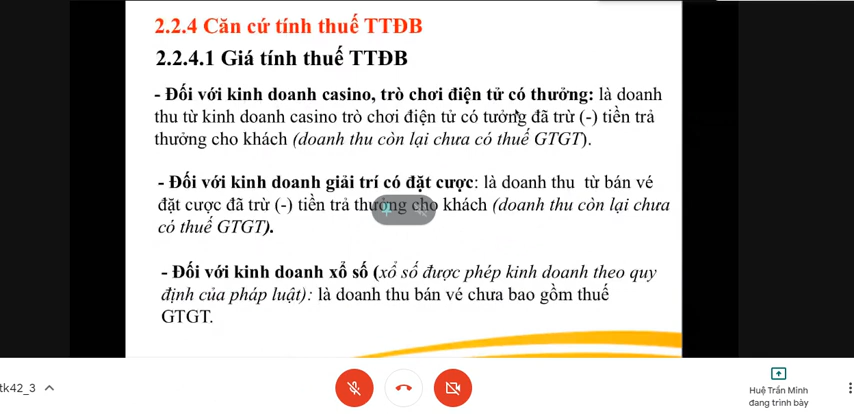 2.2.4 Căn cứ tính thuế TTĐB
2.2.4.1 Giá tính thuế TTĐB
- Đối với kinh doanh casino, trò chơi điện tử có thưởng: là doanh
thu từ kinh doanh casino trò chơi điện tử có tưởng đã trừ (-) tiền trả
thưởng cho khách (doanh thu còn lại chưa có thuế GTGT).
- Đối với kinh doanh giải trí có đặt cược: là doanh thu từ bán vé
đặt cược đã trừ (-) tiền trả thưởng cho khách (doanh thu còn lại chưa
có thuế GTGT).
- Đối với kinh doanh xổ số (xổ số được phép kinh doanh theo quy
định của pháp luật): là doanh thu bán vé chưa bao gồm thuế
GTGT.
tk42_3
Huệ Trần Minh
đang trình bày